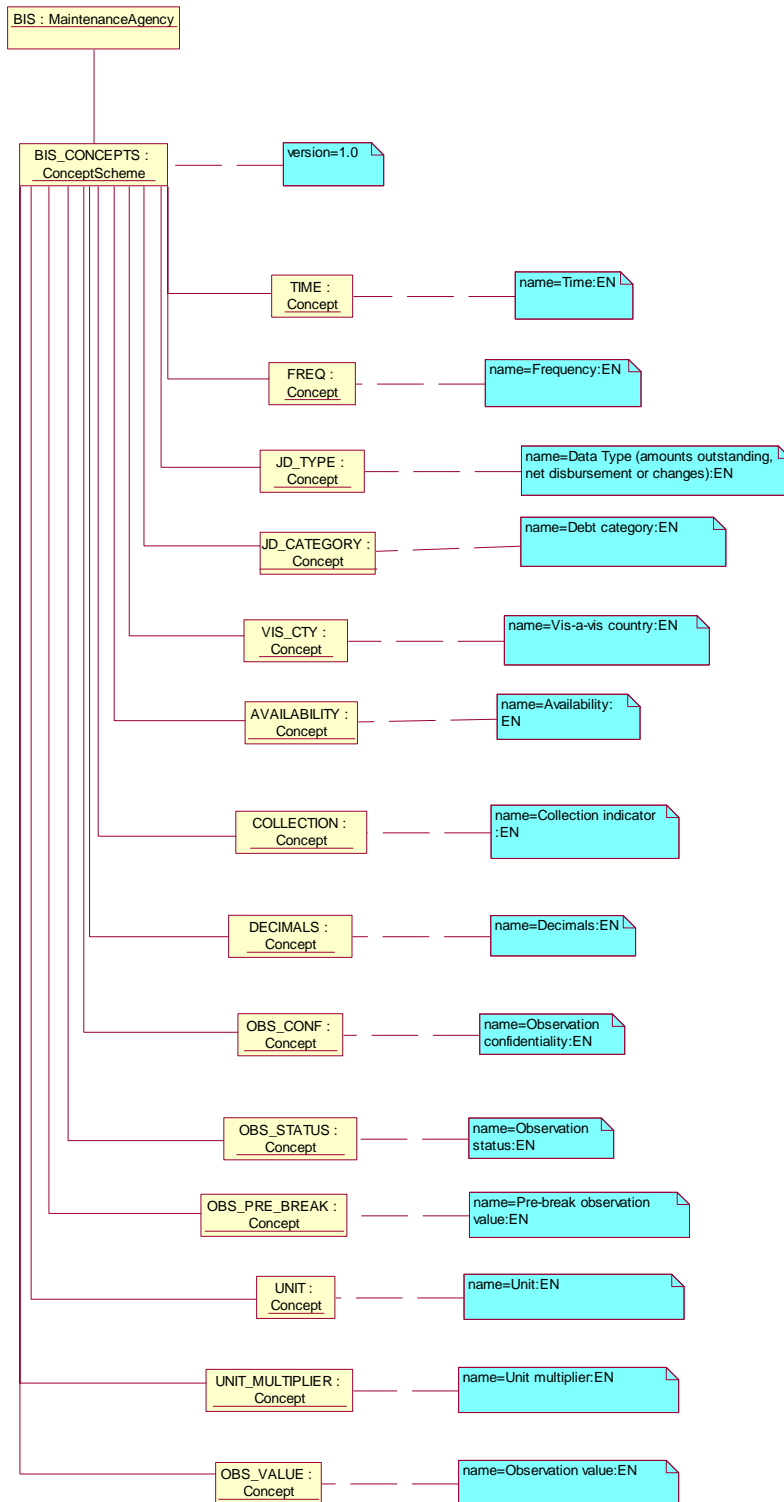 BIS : MaintenanceAgency
BIS_CONCEPTS :
ConceptScheme
version=1.0
TIME :
Concept
name=Time:EN
FREQ :
Concept
name=Frequency:EN
JD_TYPE :
Concept
name=Data Type (amounts outstanding,
net disbursement or changes):EN
JD_CATEGORY :
Concept
name=Debt category:EN
VIS_CTY :
Concept
name=Vis-a-vis country:EN
AVAILABILITY :
Concept
name=Availability:
EN
COLLECTION :
Concept
name=Collection indicator
:EN
DECIMALS :
Concept
name=Decimals:EN
OBS_CONF :
Concept
name=Observation
confidentiality:EN
OBS_STATUS :
Concept
name=Observation
status:EN
OBS_PRE_BREAK :
Concept
name=Pre-break observation
value:EN
UNIT :
Concept
name=Unit:EN
UNIT_MULTIPLIER :
Concept
name=Unit multiplier:EN
OBS_VALUE :
Concept
name=Observation value:EN